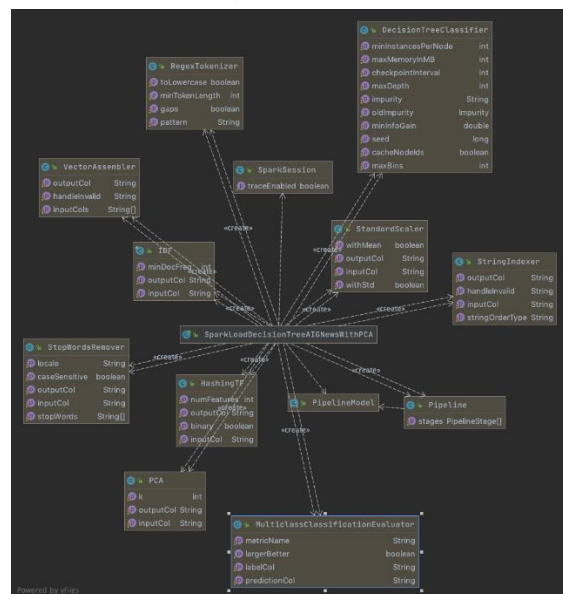 DecisionTreeClassifier
minInstancesPerNode int
maxMemoryInMB int
checkpointInterval int
maxDepth int
impurity String
oldImpurity Impurity
minInfoGain double
seed long
cacheNodeIds boolean
maxBins int
RegexTokenizer
toLowercase boolean
minTokenLength int
gaps boolean
pattern String
VectorAssembler
outputCol String
handleInvalid String
inputCols String[]
SparkSession
traceEnabled boolean
«create»
«create»
StandardScaler
withMean boolean
outputCol String
inputCol String
withStd boolean
IDF
minDocFreq int
outputCol String
inputCol String
«create»
«create»
«create»
«create»
StringIndexer
outputCol String
handleInvalid String
inputCol String
stringOrderType String
SparkLoadDecisionTreeAIGNewsWithPCA
StopWordsRemover
locale String
caseSensitive boolean
outputCol String
inputCol String
stopWords String[]
«create»
«create»
«create»
HashingTF
numFeatures int
outputCol String
binary boolean
inputCol String
«create»
«create»
PipelineModel
Pipeline
stages PipelineStage[]
«create»
PCA
k int
outputCol String
inputCol String
MulticlassClassificationEvaluator
metricName String
largerBetter boolean
labelCol String
predictionCol String
Powered by yFiles